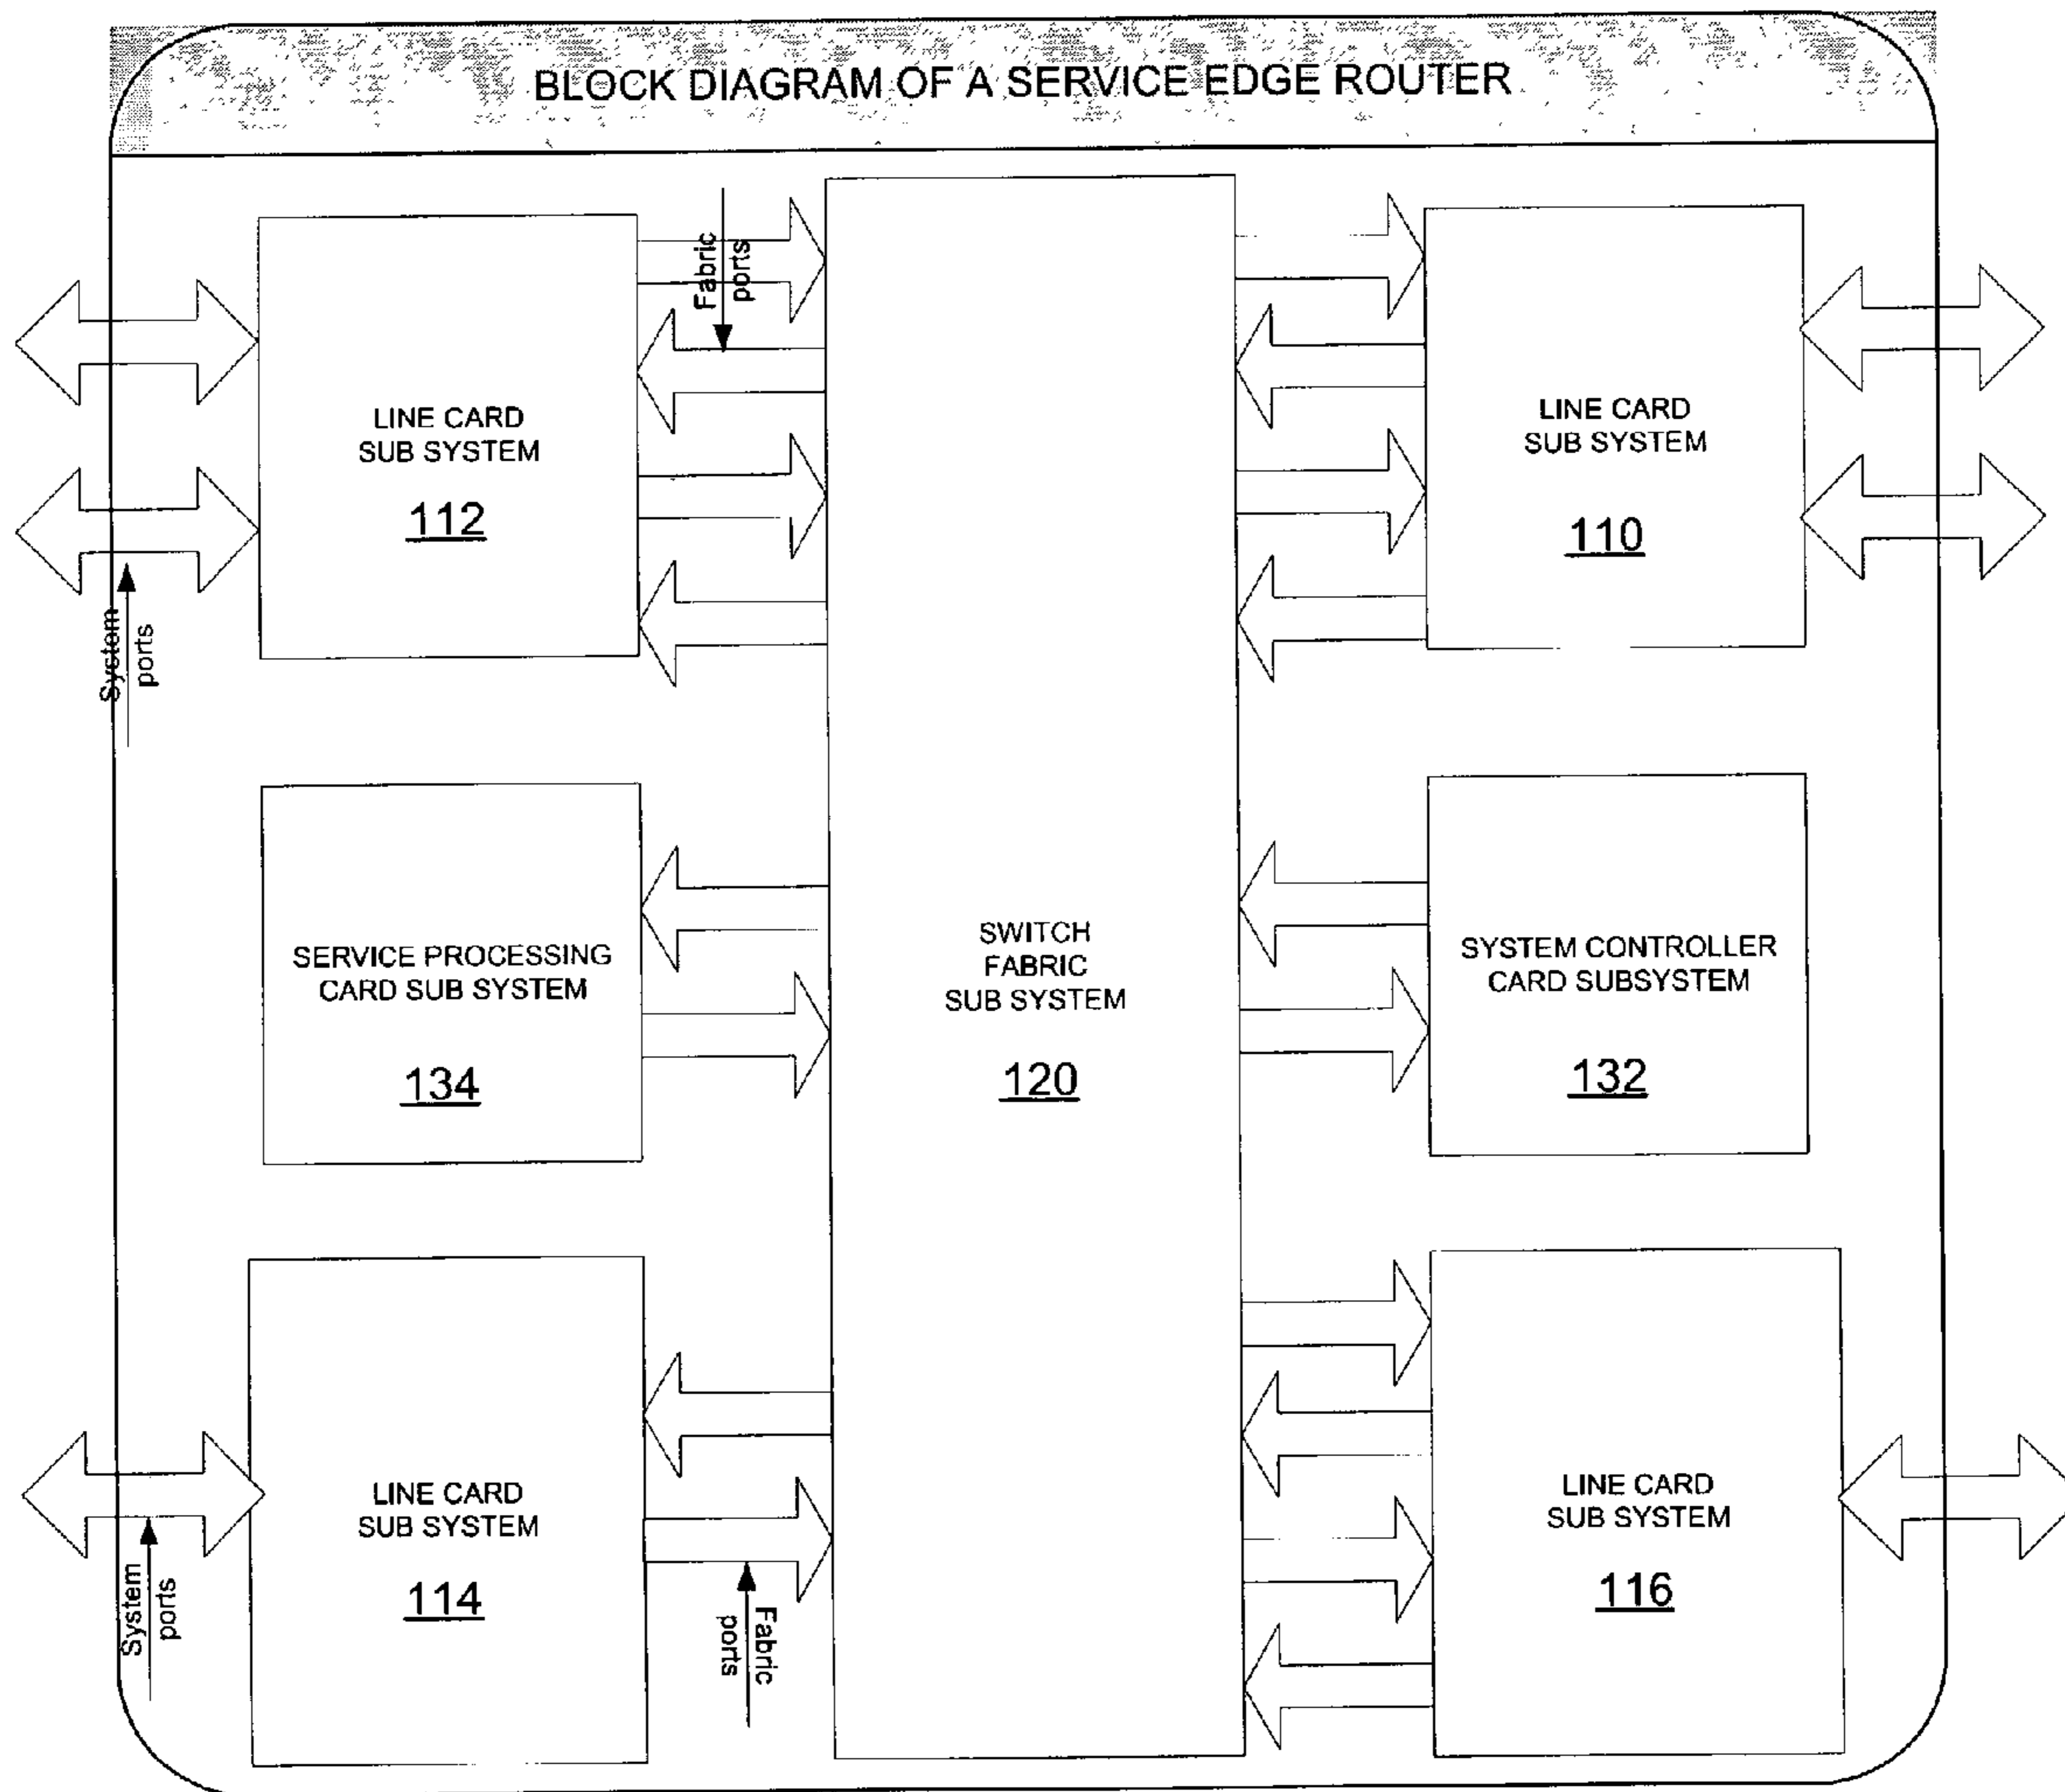 BLOCK DIAGRAM OF A SERVICE EDGE ROUTER
Fabric
ports
LINE CARD
SUB SYSTEM
112
LINE CARD
SUB SYSTEM
110
System
ports
SERVICE PROCESSING
CARD SUB SYSTEM
134
SWITCH
FABRIC
SUB SYSTEM
120
SYSTEM CONTROLLER
CARD SUBSYSTEM
132
LINE CARD
SUB SYSTEM
114
System
ports
Fabric
ports
LINE CARD
SUB SYSTEM
116